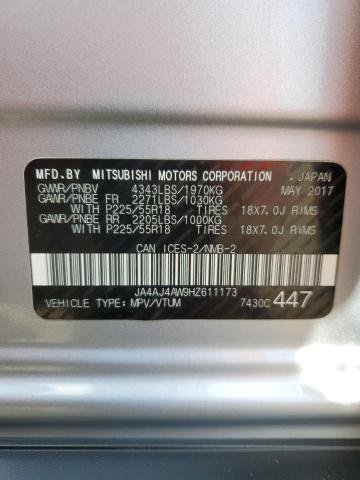 MFD.BY MITSUBISHI MOTORS CORPORATION . JAPAN
GVWR/PNBV 4343LBS/1970KG MAY 2017
GAWR/PNBE FR 2271LBS/1030KG
WITH P225/55R18 TIRES 18X7.0J RIMS
GAWR/PNBE RR 2205LBS/1000KG
WITH P225/55R18 TIRES 18X7.0J RIMS
CAN ICES-2/NMB-2
JA4AJ4AW9HZ611173
VEHICLE TYPE: MPV/VTUM 7430C 447